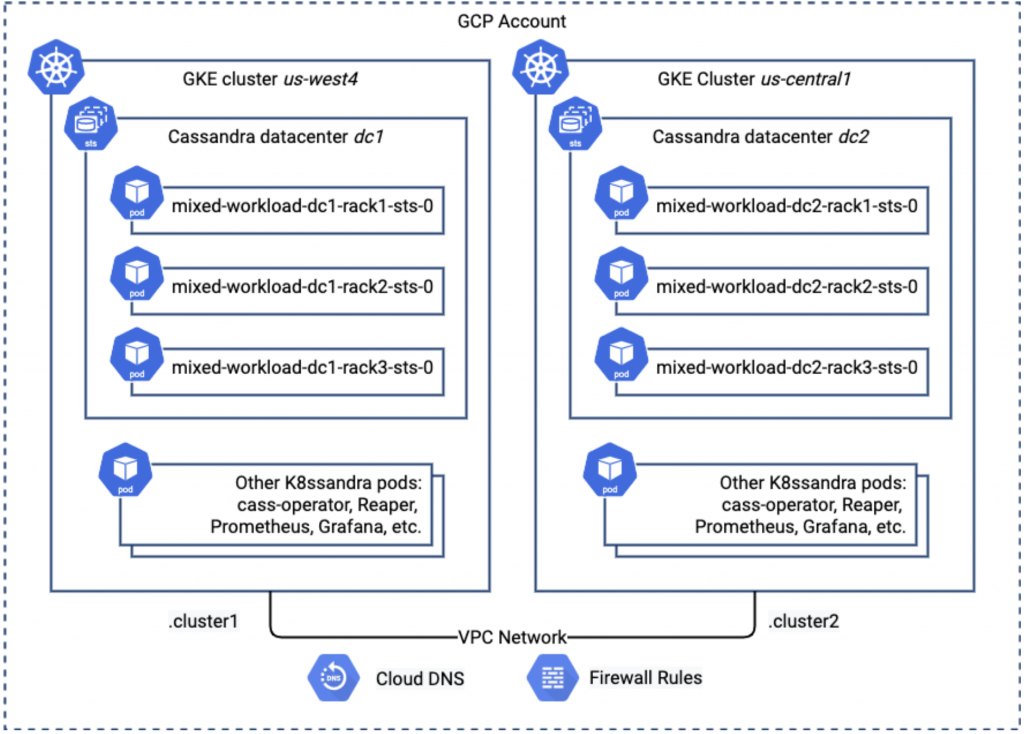 GCP Account
GKE cluster us-west4
sts
Cassandra datacenter dc1
pod
mixed-workload-dc1-rack1-sts-0
pod
mixed-workload-dc1-rack2-sts-0
pod
mixed-workload-dc1-rack3-sts-0
pod
Other K8ssandra pods:
cass-operator, Reaper,
Prometheus, Grafana, etc.
.cluster1
GKE Cluster us-central1
sts
Cassandra datacenter dc2
pod
mixed-workload-dc2-rack1-sts-0
pod
mixed-workload-dc2-rack2-sts-0
pod
mixed-workload-dc2-rack3-sts-0
pod
Other K8ssandra pods:
cass-operator, Reaper,
Prometheus, Grafana, etc.
.cluster2
VPC Network
DNS
Cloud DNS
Firewall Rules